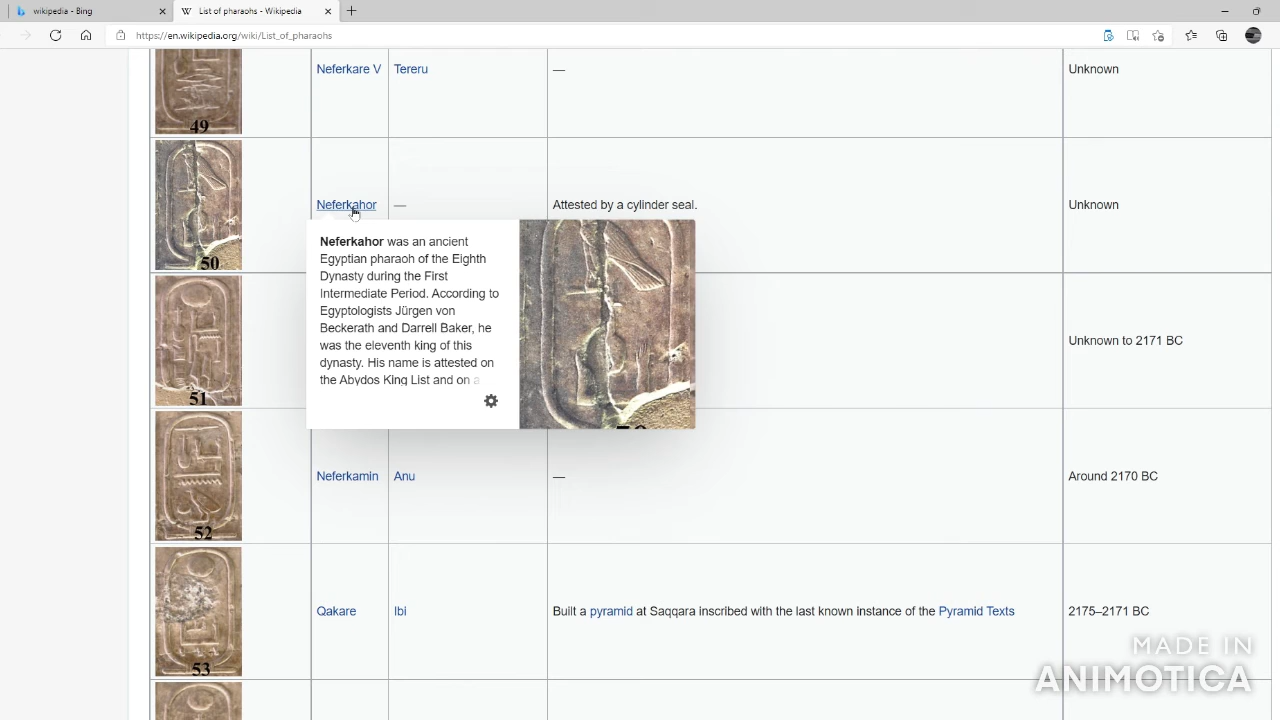 wikipedia - Bing
List of pharaohs - Wikipedia
https://en.wikipedia.org/wiki/List_of_pharaohs
49
Neferkare V Tereru — Unknown
50
Neferkahor — Attested by a cylinder seal. Unknown
Neferkahor was an ancient
Egyptian pharaoh of the Eighth
Dynasty during the First
Intermediate Period. According to
Egyptologists Jürgen von
Beckerath and Darrell Baker, he
was the eleventh king of this
dynasty. His name is attested on
the Abydos King List and on a
51
Unknown to 2171 BC
52
Neferkamin Anu — Around 2170 BC
53
Qakare Ibi Built a pyramid at Saqqara inscribed with the last known instance of the Pyramid Texts 2175–2171 BC
MADE IN
ANIMOTICA